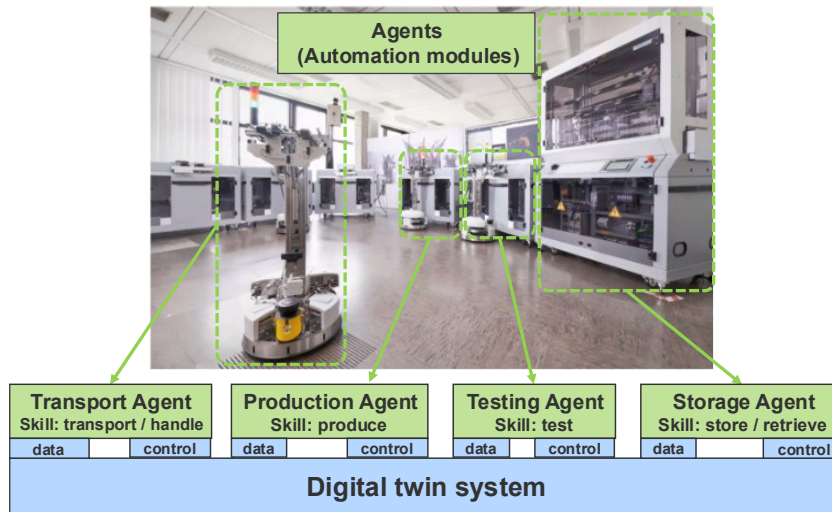 Agents
(Automation modules)
Transport Agent
Skill: transport / handle
data control
Production Agent
Skill: produce
data control
Testing Agent
Skill: test
data control
Storage Agent
Skill: store / retrieve
data control
Digital twin system